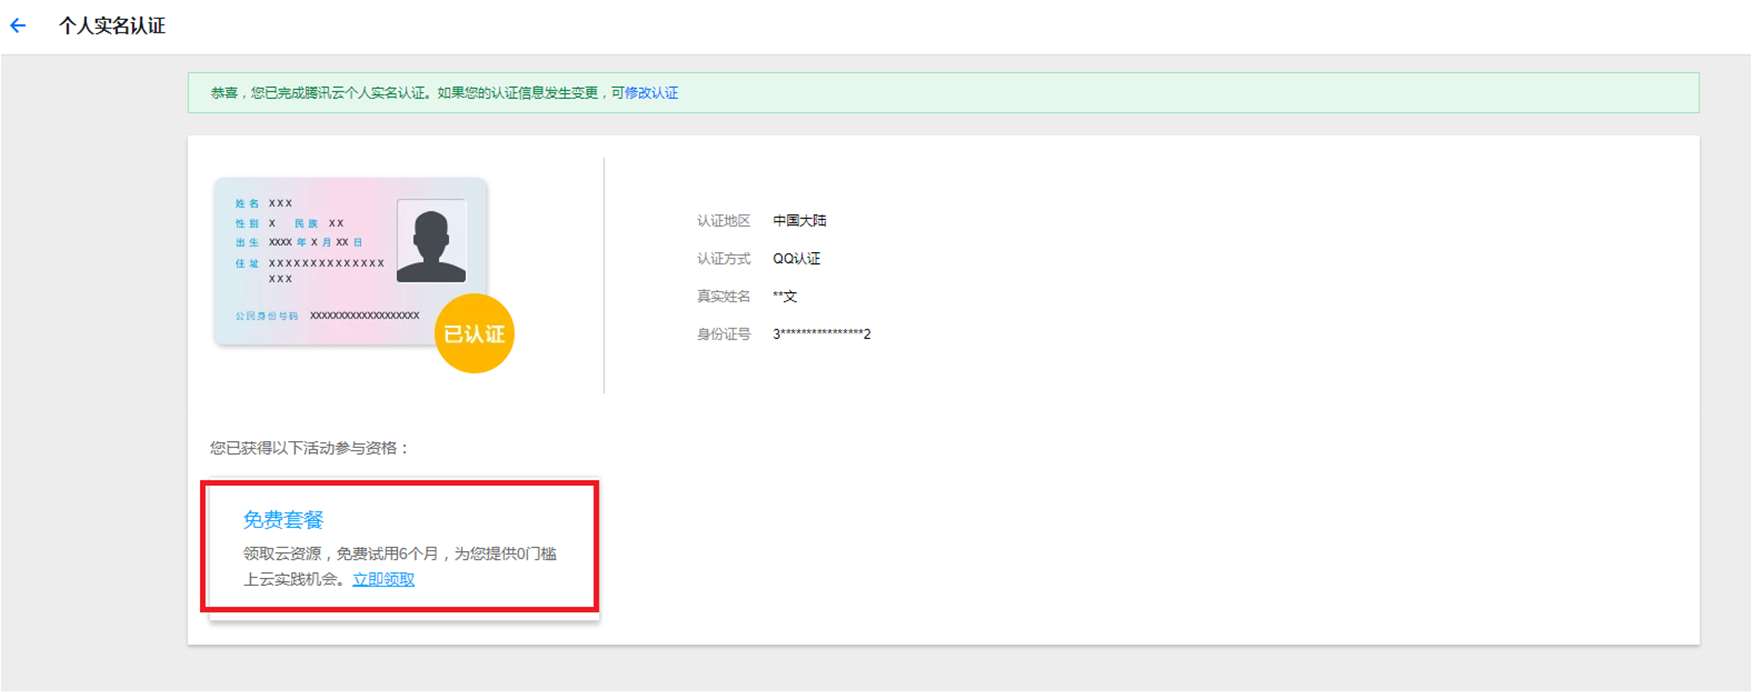 个人实名认证
恭喜，您已完成腾讯云个人实名认证。如果您的认证信息发生变更，可修改认证
姓名 XXX
性别 X 民族 XX
出生 XXXX 年 X 月 XX 日
住址 XXXXXXXXXXXXXX
XXX
公民身份号码 XXXXXXXXXXXXXXXXXX
已认证
认证地区 中国大陆
认证方式 QQ认证
真实姓名 **文
身份证号 3****************2
您已获得以下活动参与资格：
免费套餐
领取云资源，免费试用6个月，为您提供0门槛
上云实践机会。立即领取